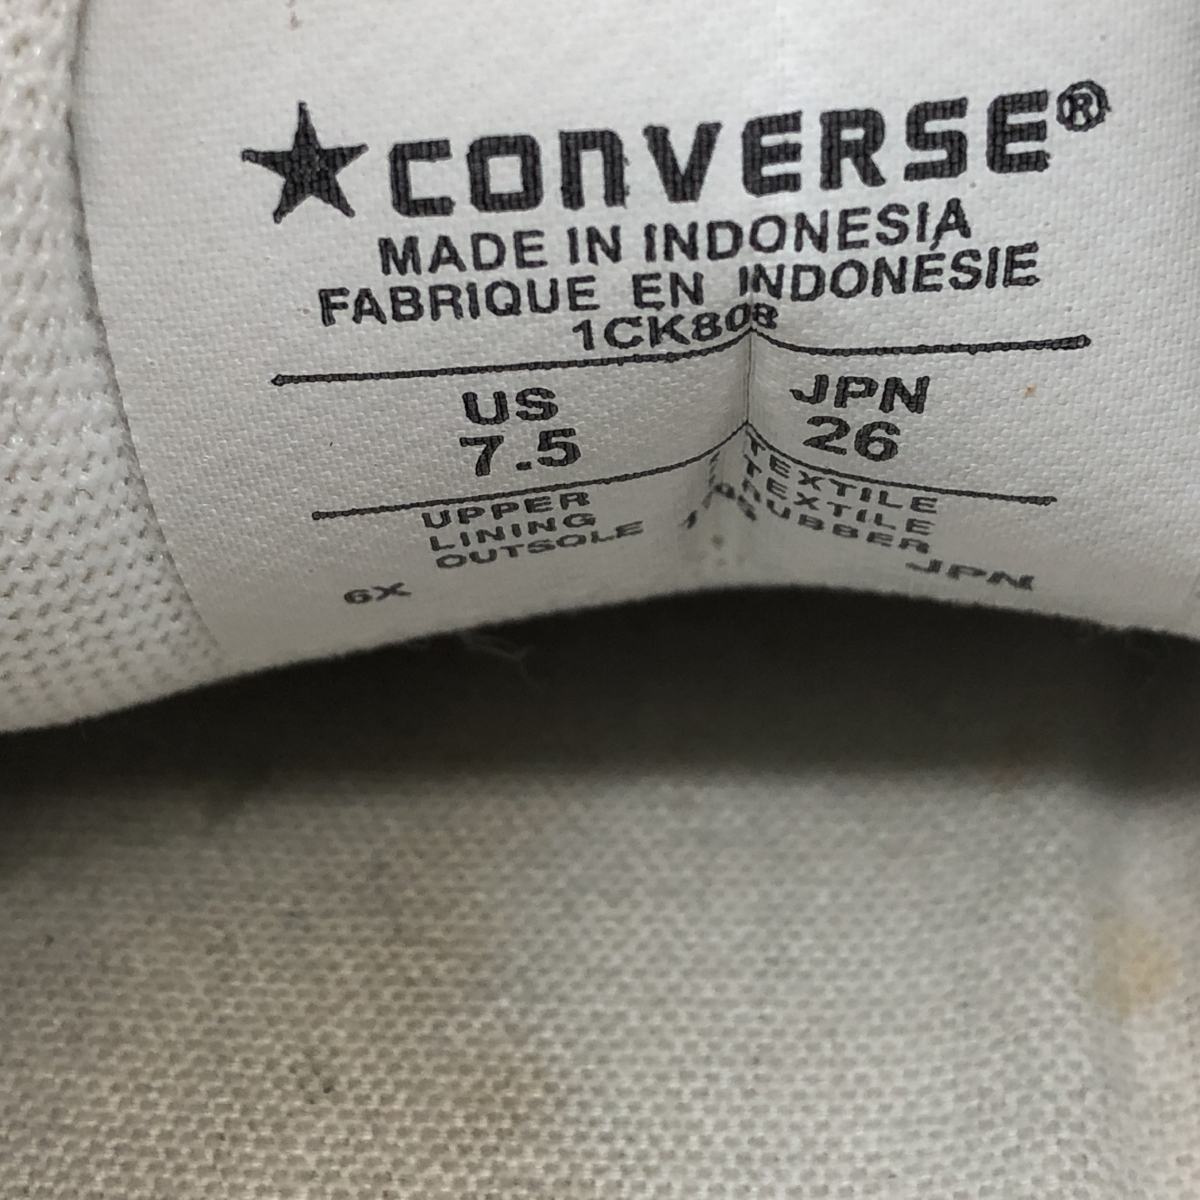 ★CONVERSE®
MADE IN INDONESIA
FABRIQUE EN INDONÉSIE
1CK808
US JPN
7.5 26
UPPER TEXTILE
LINING TEXTILE
OUTSOLE RUBBER
6X JPN